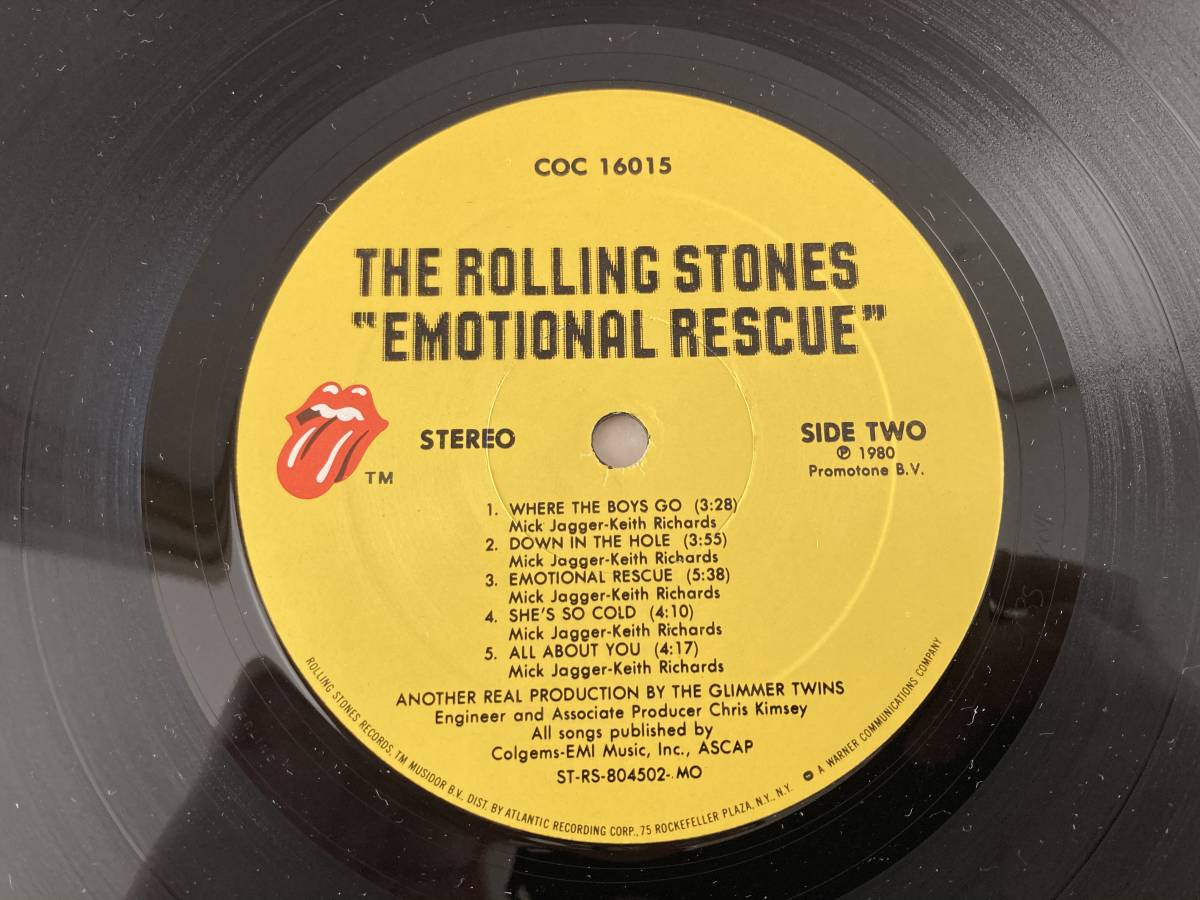 COC 16015
THE ROLLING STONES
"EMOTIONAL RESCUE"
TM
STEREO
SIDE TWO
℗ 1980
Promotone B.V.
1. WHERE THE BOYS GO (3:28)
Mick Jagger-Keith Richards
2. DOWN IN THE HOLE (3:55)
Mick Jagger-Keith Richards
3. EMOTIONAL RESCUE (5:38)
Mick Jagger-Keith Richards
4. SHE'S SO COLD (4:10)
Mick Jagger-Keith Richards
5. ALL ABOUT YOU (4:17)
Mick Jagger-Keith Richards
ANOTHER REAL PRODUCTION BY THE GLIMMER TWINS
Engineer and Associate Producer Chris Kimsey
All songs published by
Colgems-EMI Music, Inc., ASCAP
ST-RS-804502- MO
ROLLING STONES RECORDS, TM MUSIDOR B.V., DIST. BY ATLANTIC RECORDING CORP., 75 ROCKEFELLER PLAZA, N.Y., N.Y. A WARNER COMMUNICATIONS COMPANY